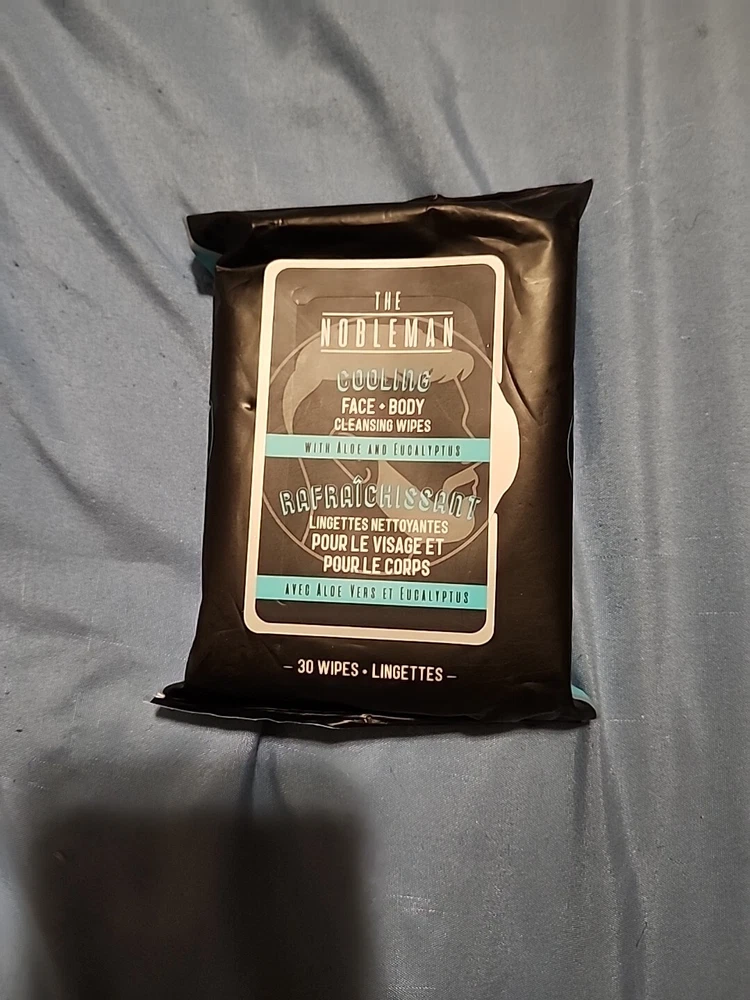 THE
NOBLEMAN
COOLING
FACE • BODY
CLEANSING WIPES
WITH ALOE AND EUCALYPTUS
RAFRAÎCHISSANT
LINGETTES NETTOYANTES
POUR LE VISAGE ET
POUR LE CORPS
AVEC ALOE VERS ET EUCALYPTUS
– 30 WIPES • LINGETTES –